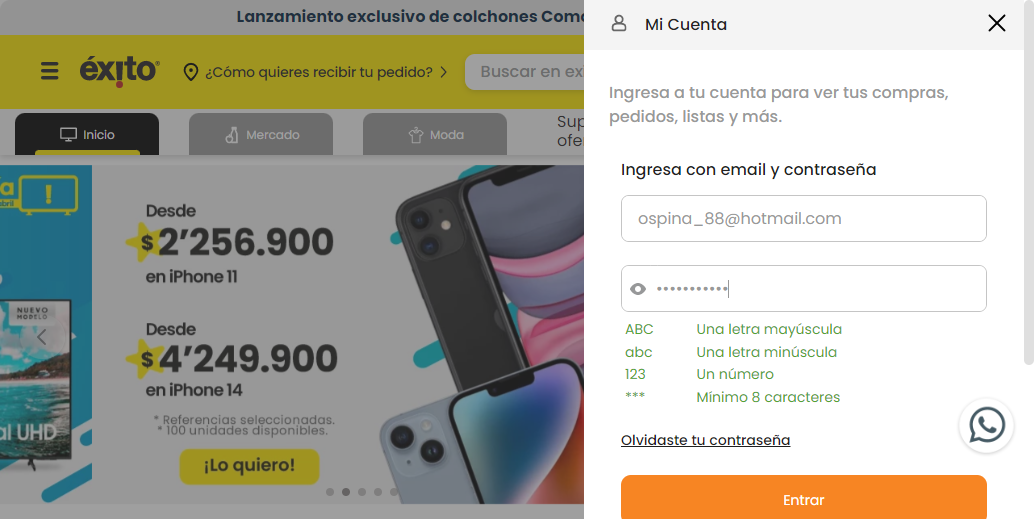 Lanzamiento exclusivo de colchones
éxito
¿Cómo quieres recibir tu pedido?
Buscar en
Inicio
Mercado
Moda
NUEVO
MODELO
al UHD
Desde
$2’256.900
en iPhone 11
Desde
$4’249.900
en iPhone 14
* Referencias seleccionadas.
* 100 unidades disponibles.
¡Lo quiero!
Mi Cuenta
Ingresa a tu cuenta para ver tus compras,
pedidos, listas y más.
Ingresa con email y contraseña
ospina_88@hotmail.com
•••••••••••
ABC Una letra mayúscula
abc Una letra minúscula
123 Un número
*** Mínimo 8 caracteres
Olvidaste tu contraseña
Entrar